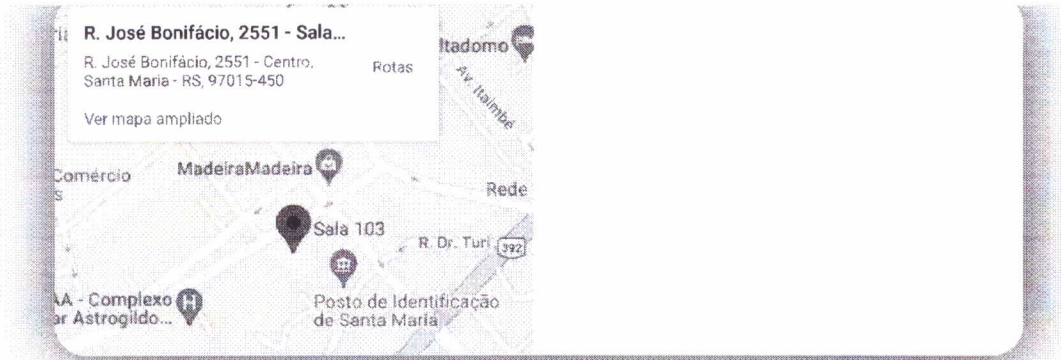 R. José Bonifácio, 2551 - Sala...
R. José Bonifácio, 2551 - Centro,
Santa Maria - RS, 97015-450
Rotas
Ver mapa ampliado
Itadomo
Av. Itaimbé
Comércio
MadeiraMadeira
Rede
Sala 103
R. Dr. Turi
392
AA - Complexo
ar Astrogildo...
Posto de Identificação
de Santa Maria